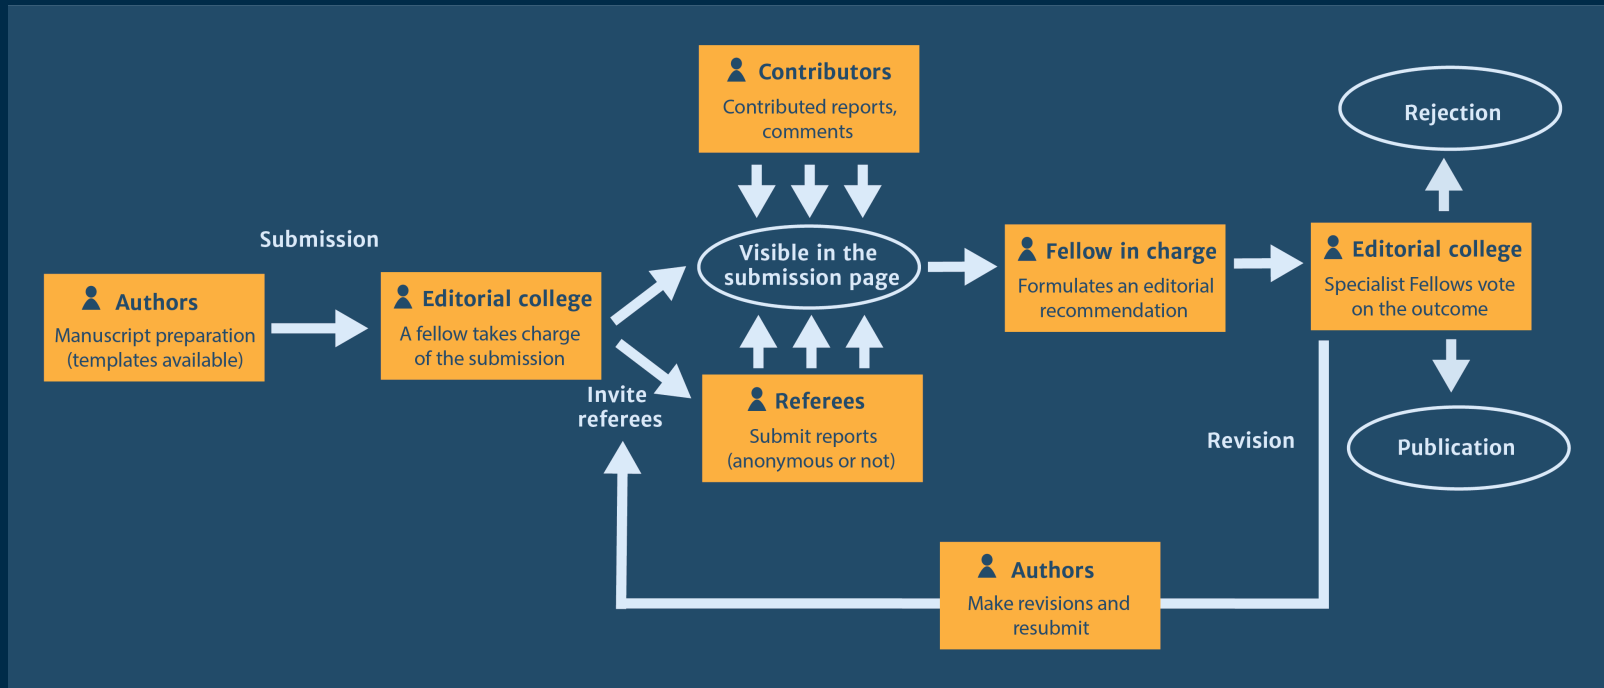 Submission
Authors
Manuscript preparation
(templates available)
Editorial college
A fellow takes charge
of the submission
Invite
referees
Contributors
Contributed reports,
comments
Visible in the
submission page
Referees
Submit reports
(anonymous or not)
Fellow in charge
Formulates an editorial
recommendation
Editorial college
Specialist Fellows vote
on the outcome
Rejection
Publication
Revision
Authors
Make revisions and
resubmit